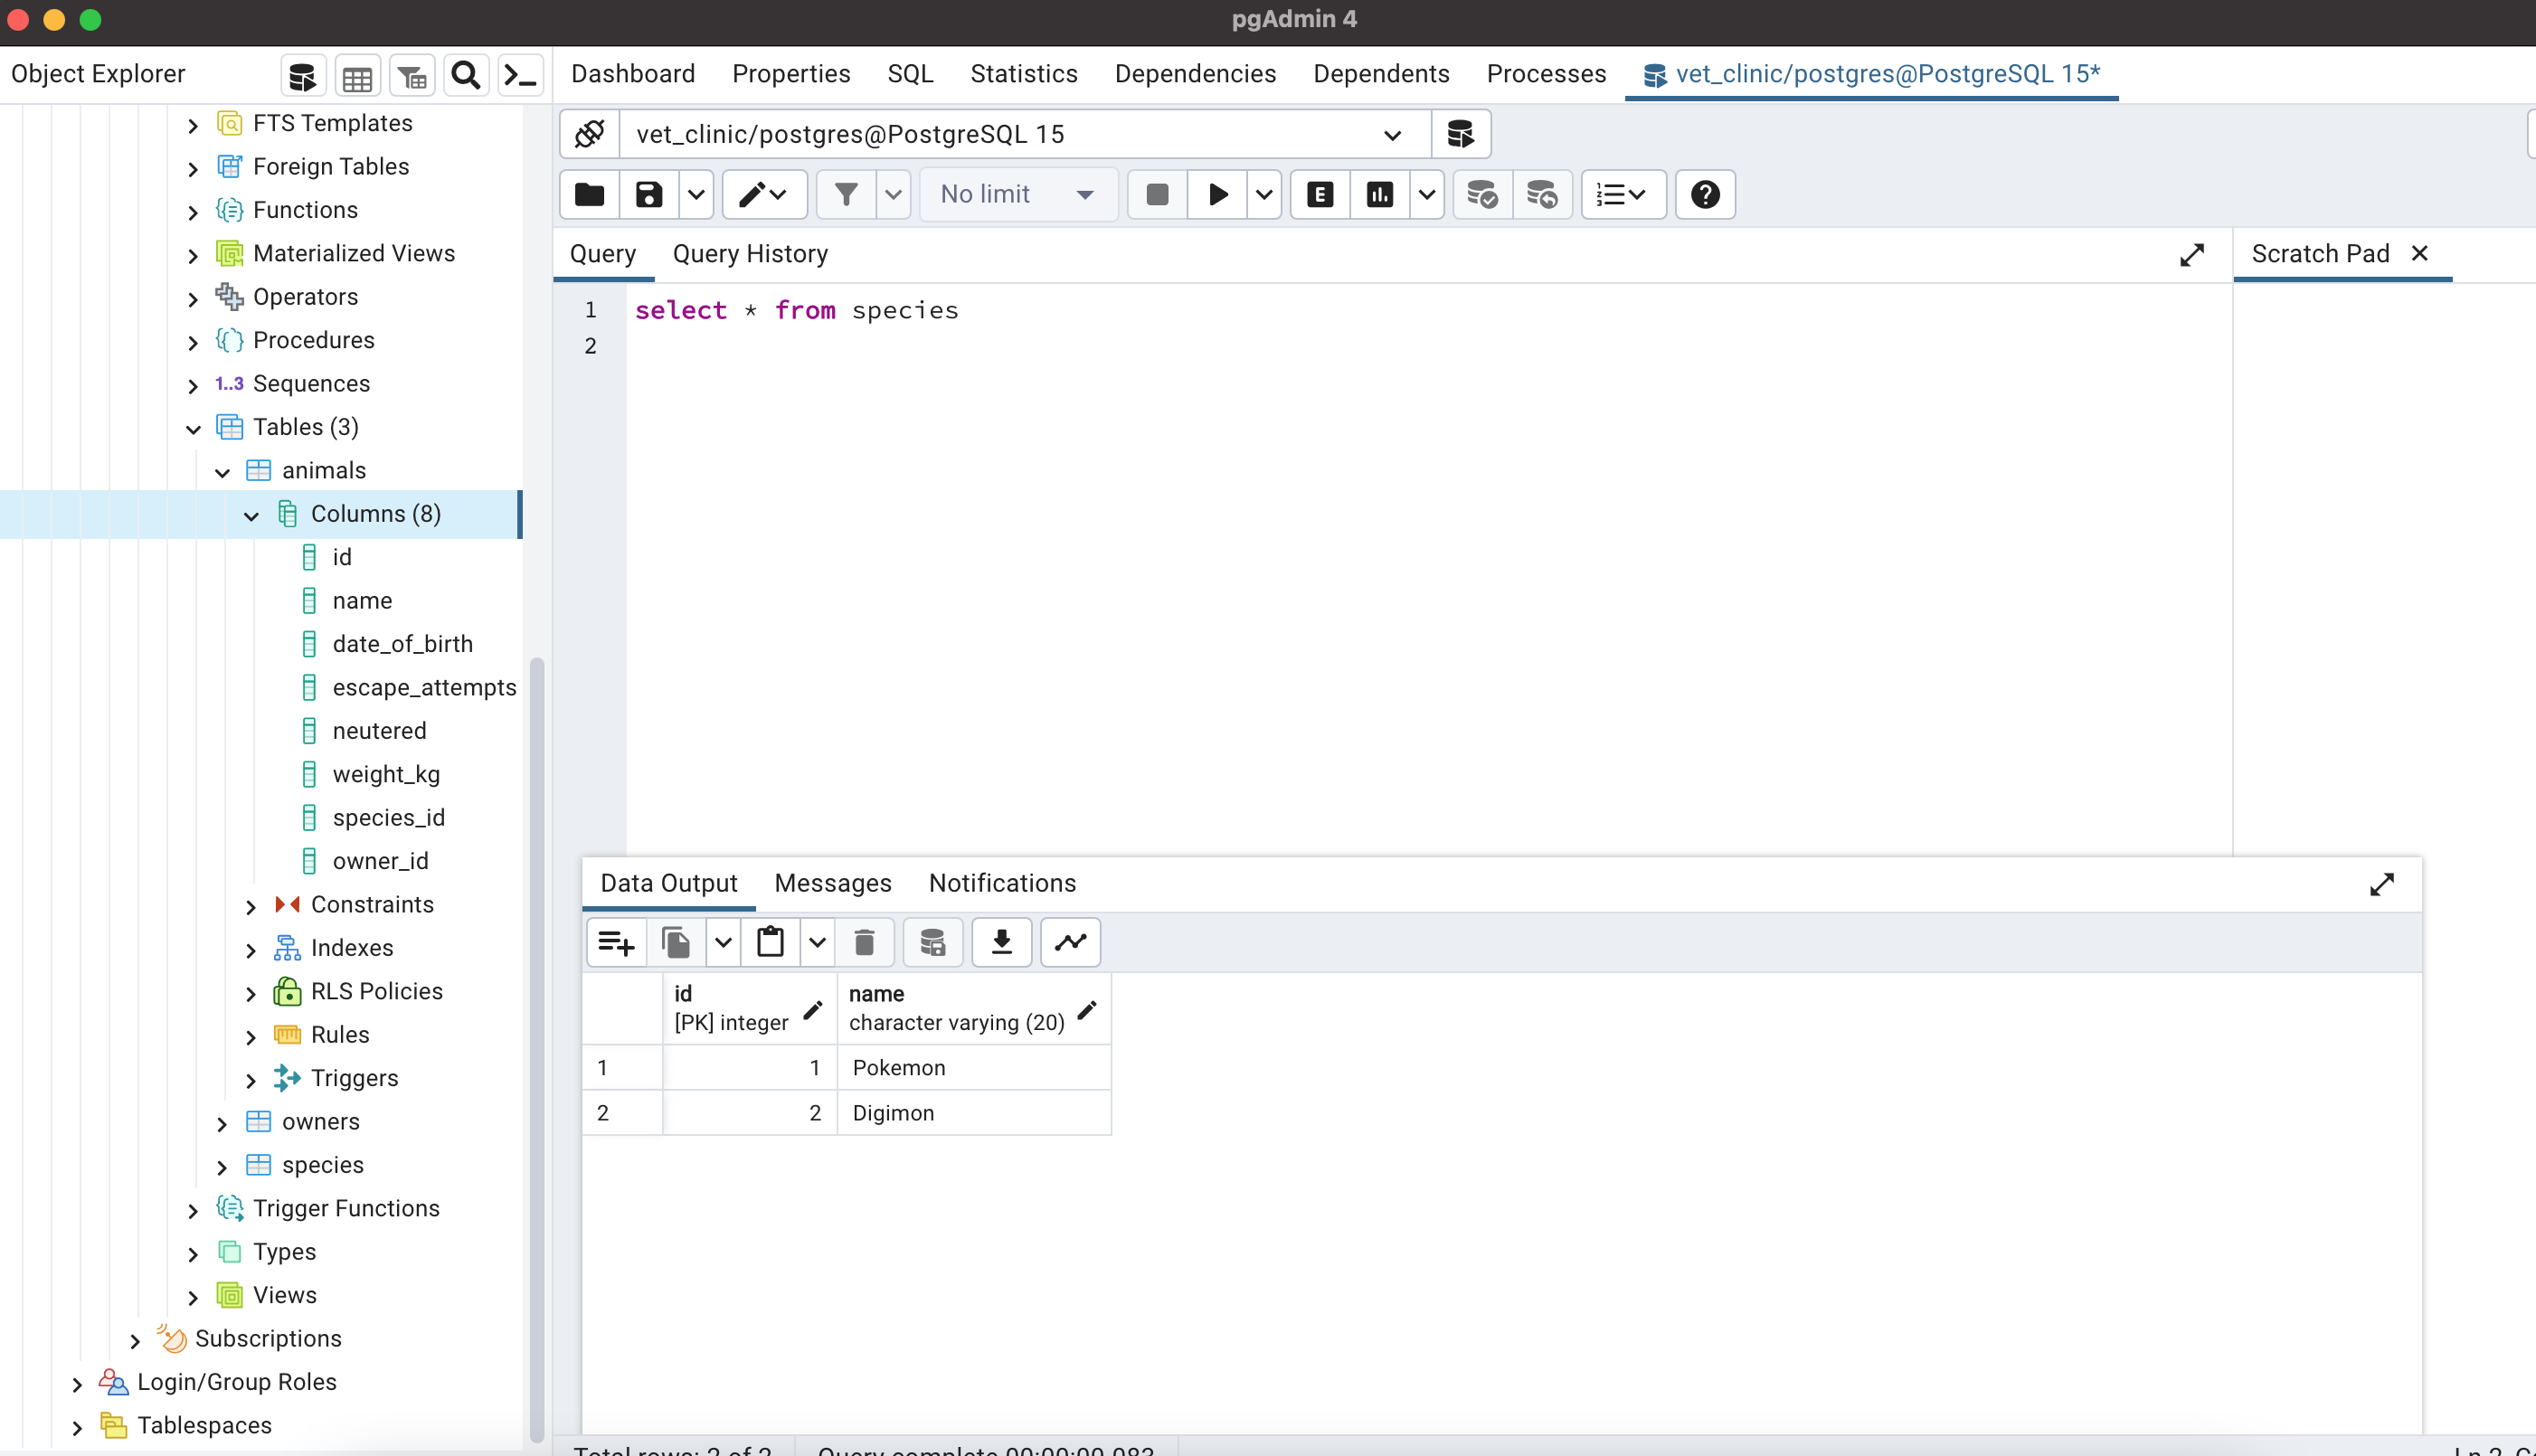 pgAdmin 4
Object Explorer
Dashboard Properties SQL Statistics Dependencies Dependents Processes vet_clinic/postgres@PostgreSQL 15*
FTS Templates
Foreign Tables
Functions
Materialized Views
Operators
Procedures
1..3 Sequences
Tables (3)
animals
Columns (8)
id
name
date_of_birth
escape_attempts
neutered
weight_kg
species_id
owner_id
Constraints
Indexes
RLS Policies
Rules
Triggers
owners
species
Trigger Functions
Types
Views
Subscriptions
Login/Group Roles
Tablespaces
vet_clinic/postgres@PostgreSQL 15
No limit
E
Query Query History
Scratch Pad
1 select * from species
2
Data Output Messages Notifications
id name
[PK] integer character varying (20)
1 1 Pokemon
2 2 Digimon
Total rows: 2 of 2 Query complete 00:00:00.083